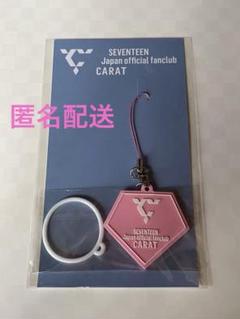 SEVENTEEN
Japan official fanclub
CARAT
匿名配送
SEVENTEEN
Japan official fanclub
CARAT